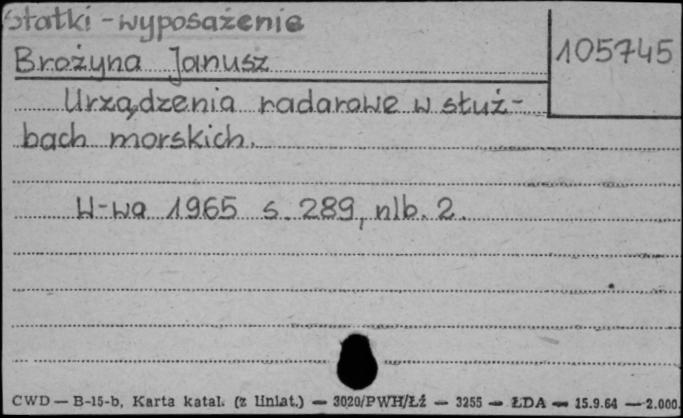 Statki - wyposażenie
105745
Brożyna Janusz
Urządzenia radarowe w służ-
bach morskich.
W-wa 1965 s. 289, nlb. 2.
CWD — B-15-b, Karta katal. (z liniat.) — 3020/PWH/Łź — 3255 — ŁDA — 15.9.64 — 2.000